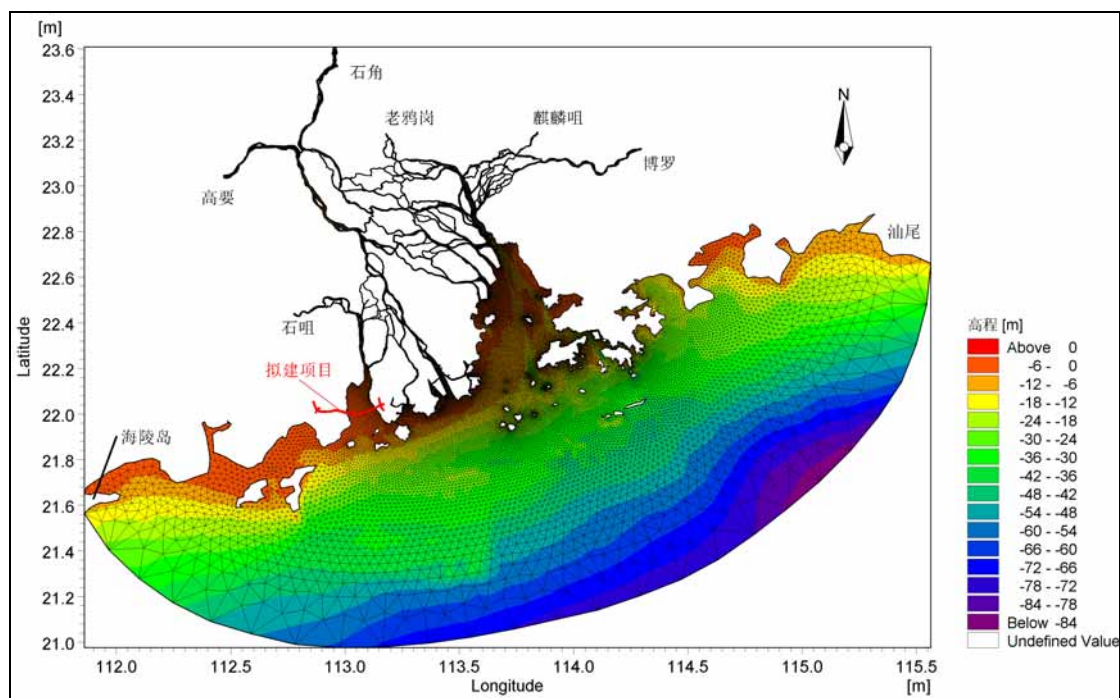 [m]
23.6
23.4
23.2
23.0
22.8
22.6
22.4
22.2
22.0
21.8
21.6
21.4
21.2
21.0
Latitude
石角
老鸦岗
麒麟咀
博罗
N
高要
汕尾
石咀
拟建项目
海陵岛
112.0
112.5
113.0
113.5
114.0
114.5
115.0
115.5
Longitude
[m]
高程 [m]
Above 0
-6 - 0
-12 - -6
-18 - -12
-24 - -18
-30 - -24
-36 - -30
-42 - -36
-48 - -42
-54 - -48
-60 - -54
-66 - -60
-72 - -66
-78 - -72
-84 - -78
Below -84
Undefined Value